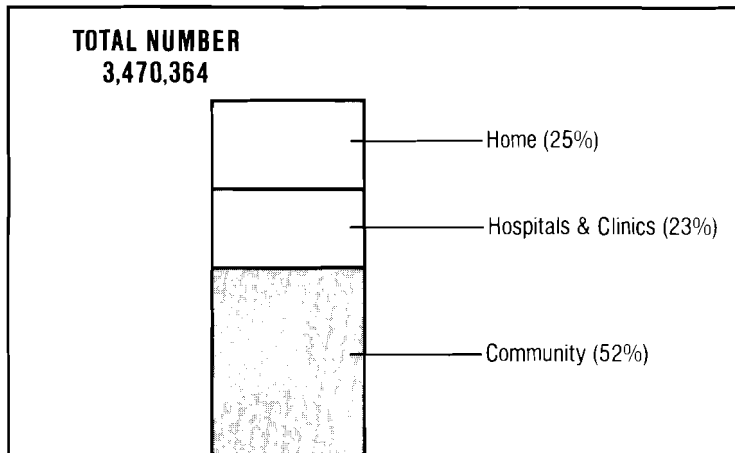 TOTAL NUMBER
3,470,364
Home (25%)
Hospitals & Clinics (23%)
Community (52%)